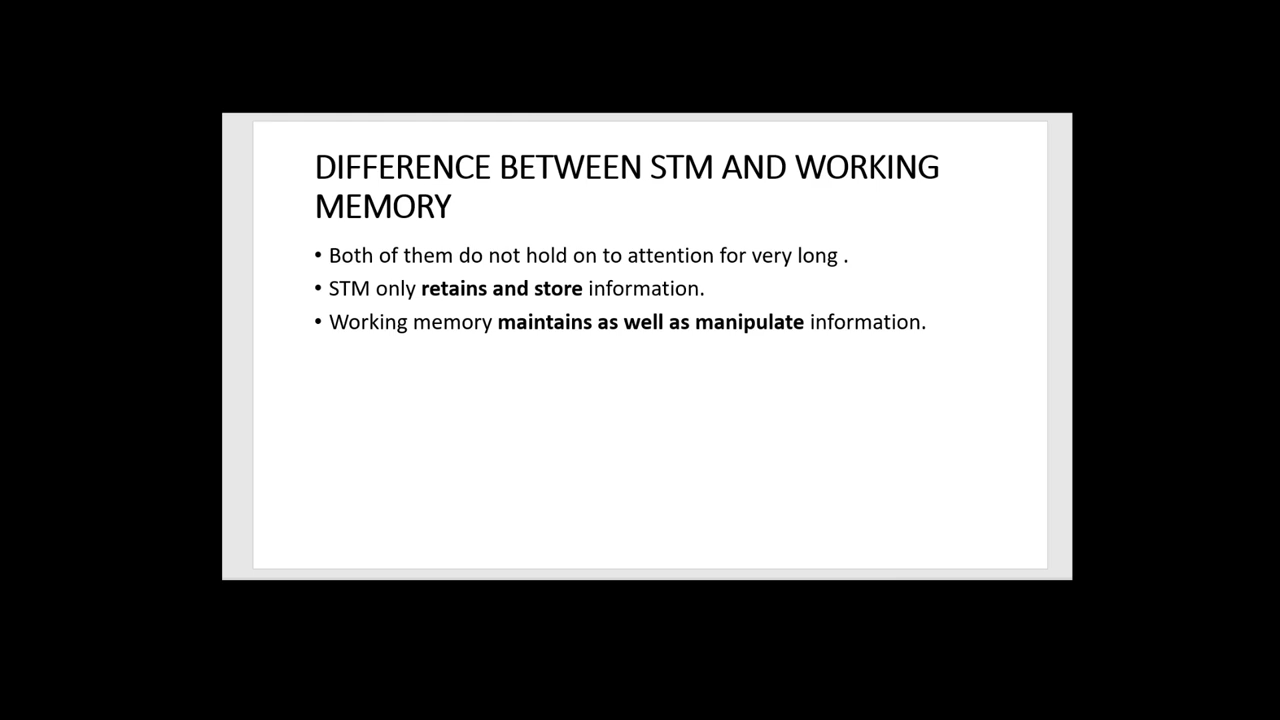 DIFFERENCE BETWEEN STM AND WORKING
MEMORY
• Both of them do not hold on to attention for very long .
• STM only retains and store information.
• Working memory maintains as well as manipulate information.